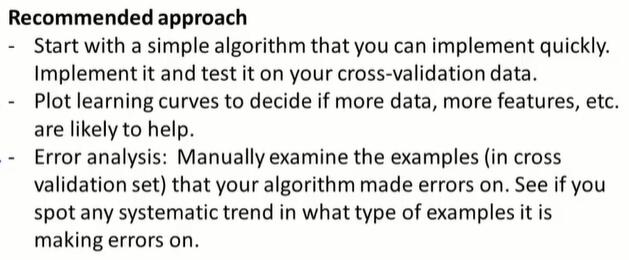 Recommended approach
- Start with a simple algorithm that you can implement quickly.
Implement it and test it on your cross-validation data.
- Plot learning curves to decide if more data, more features, etc.
are likely to help.
- Error analysis: Manually examine the examples (in cross
validation set) that your algorithm made errors on. See if you
spot any systematic trend in what type of examples it is
making errors on.